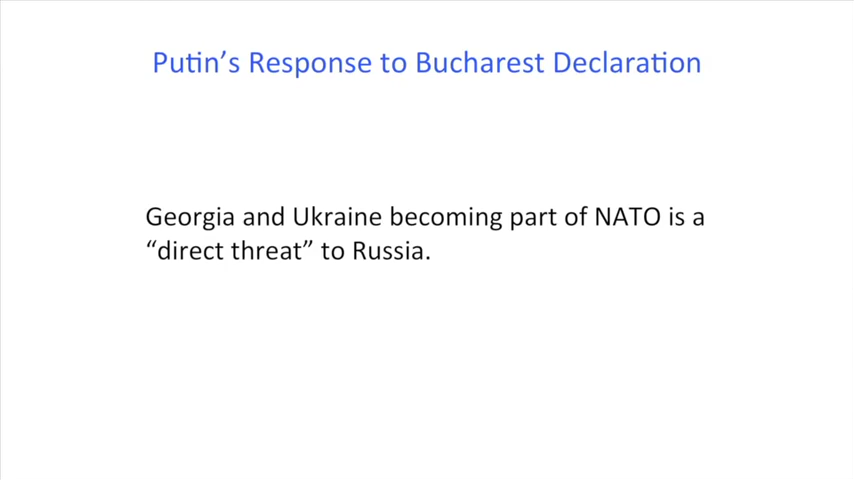 Putin’s Response to Bucharest Declaration
Georgia and Ukraine becoming part of NATO is a
“direct threat” to Russia.